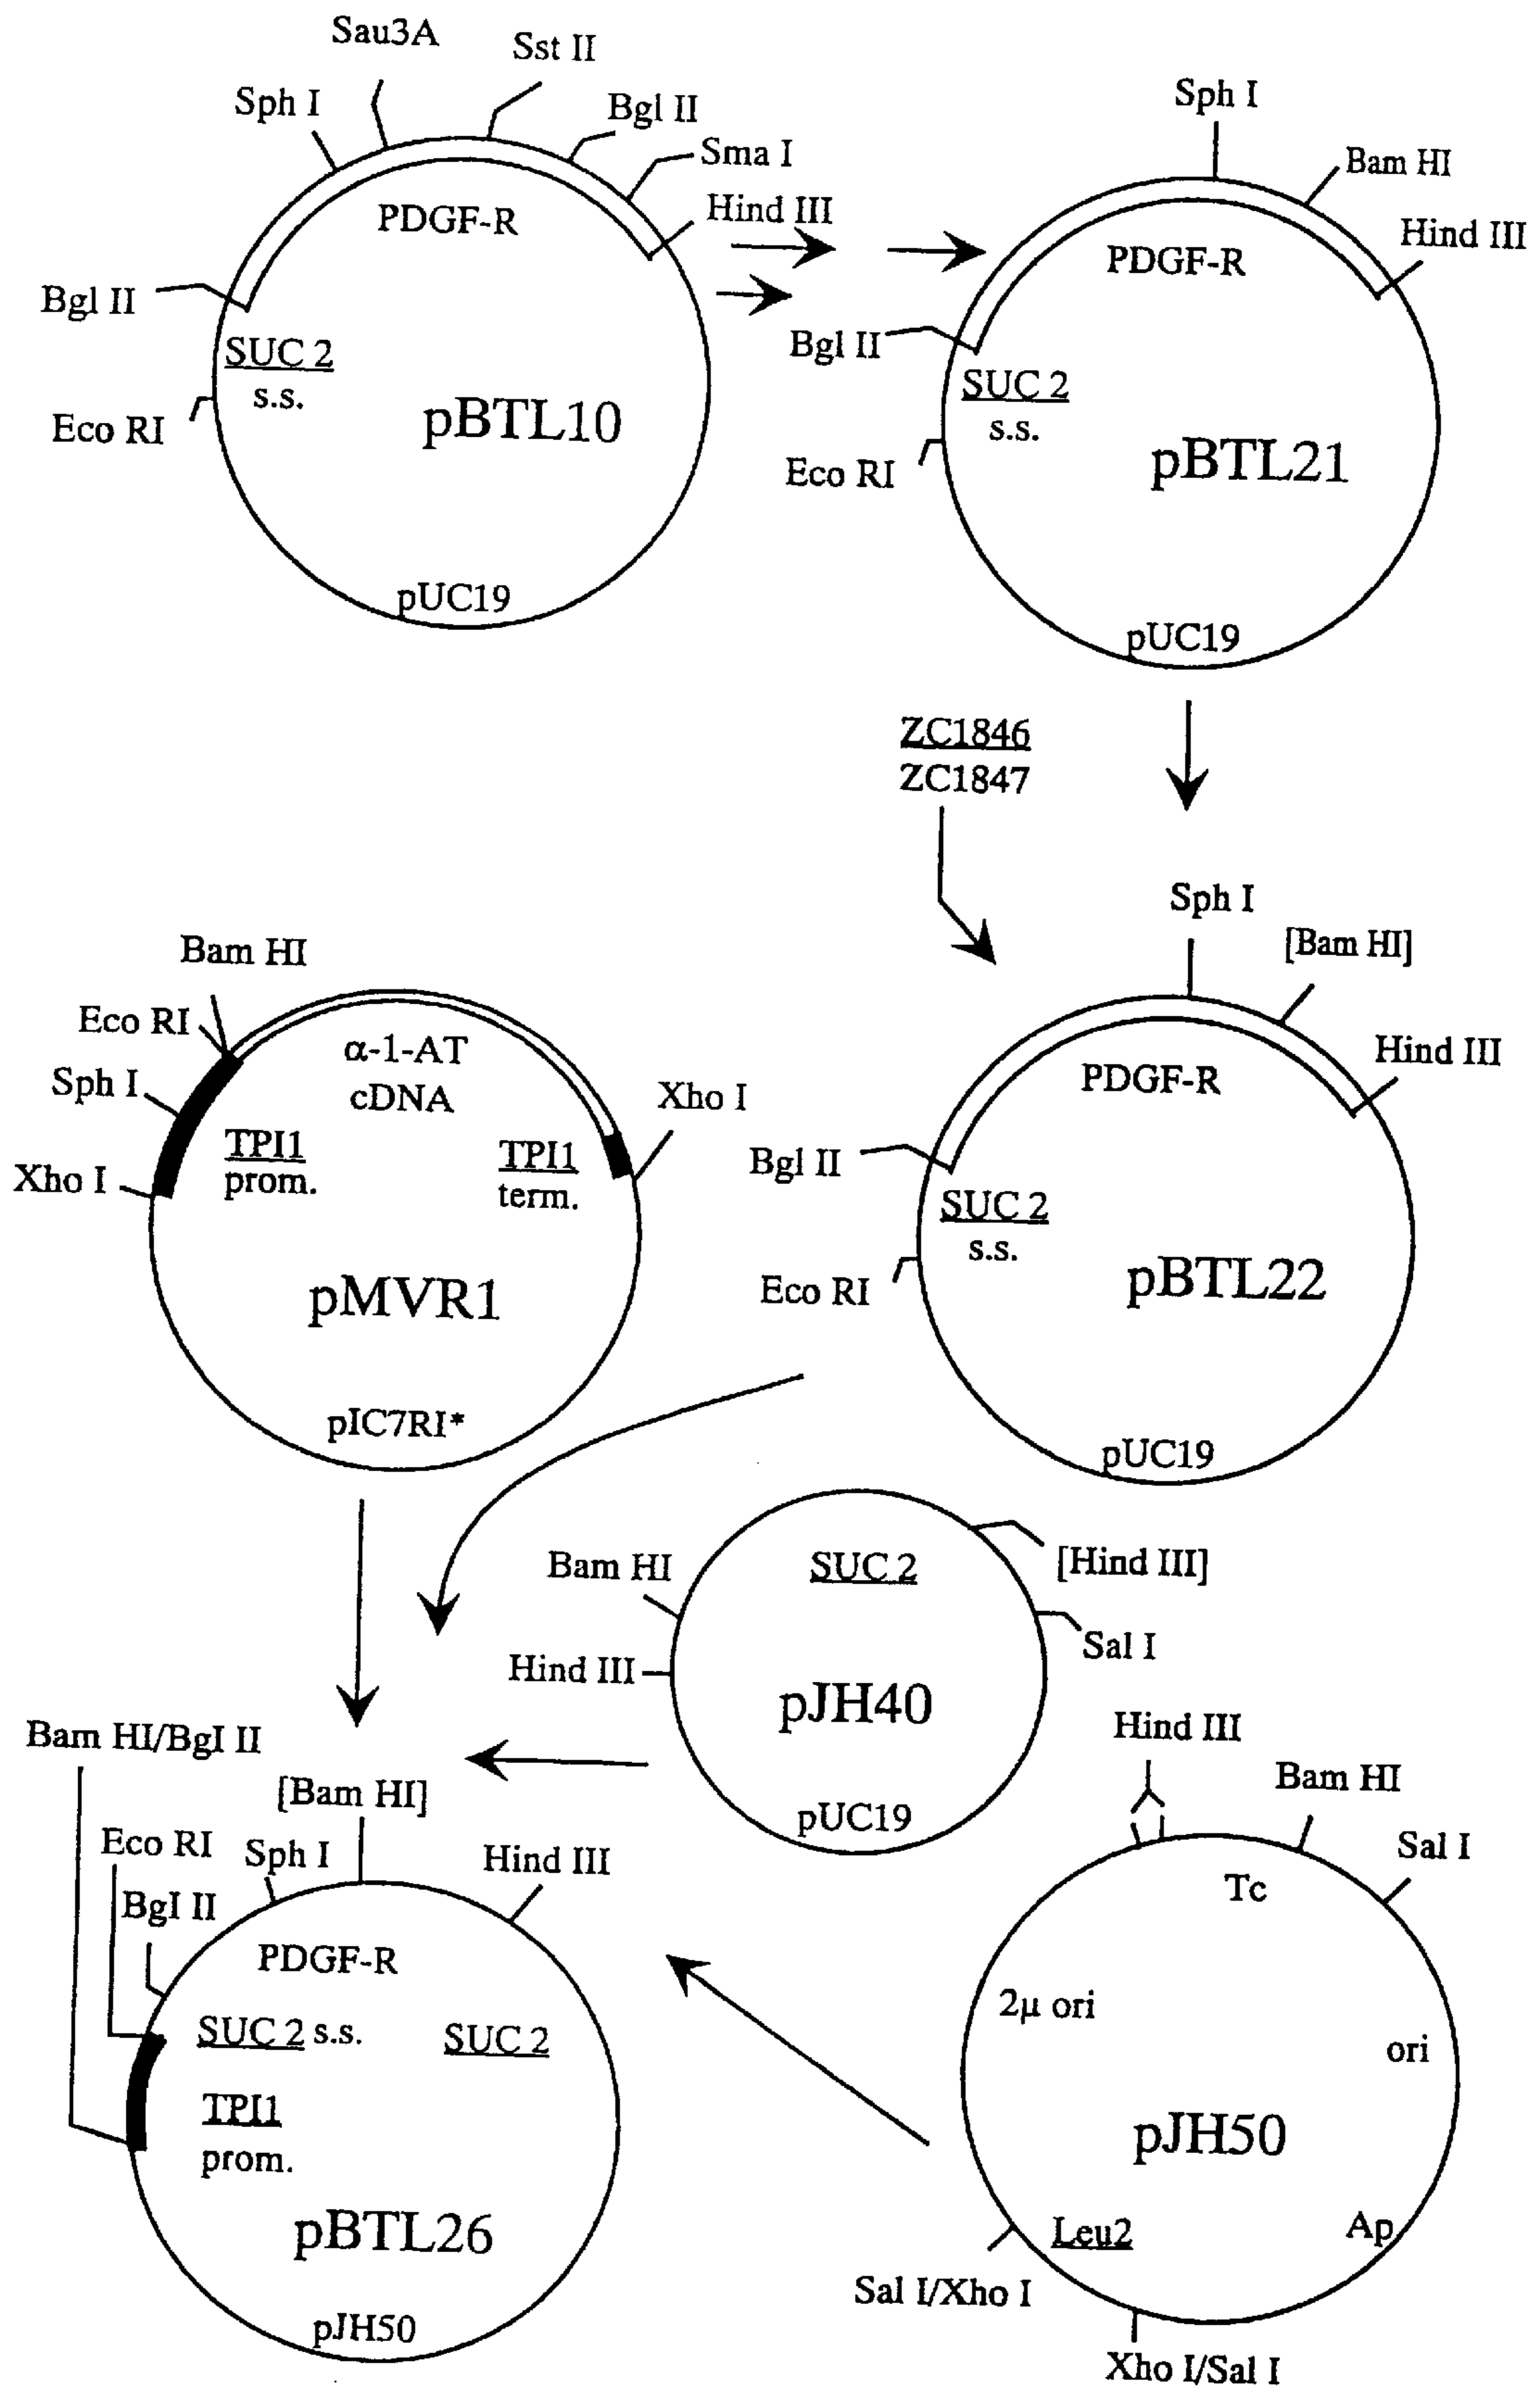 Sau3A
Sst II
Sph I
Bgl II
Sma I
Hind III
PDGF-R
Bgl II
SUC 2
s.s.
Eco RI
pBTL10
pUC19
Sph I
Bam HI
Hind III
PDGF-R
Bgl II
SUC 2
s.s.
Eco RI
pBTL21
pUC19
ZC1846
ZC1847
Sph I
[Bam HI]
Hind III
PDGF-R
Bgl II
SUC 2
s.s.
Eco RI
pBTL22
pUC19
Bam HI
Eco RI
Sph I
Xho I
α-1-AT
cDNA
Xho I
TPI1
prom.
TPI1
term.
pMVR1
pIC7RI*
Bam HI
SUC 2
[Hind III]
Sal I
Hind III
pJH40
pUC19
Bam HI/BgI II
[Bam HI]
Eco RI
Sph I
Hind III
BgI II
PDGF-R
SUC 2 s.s.
SUC 2
TPI1
prom.
pBTL26
pJH50
Hind III
Bam HI
Sal I
Tc
2μ ori
ori
pJH50
Leu2
Ap
Sal I/Xho I
Xho I/Sal I